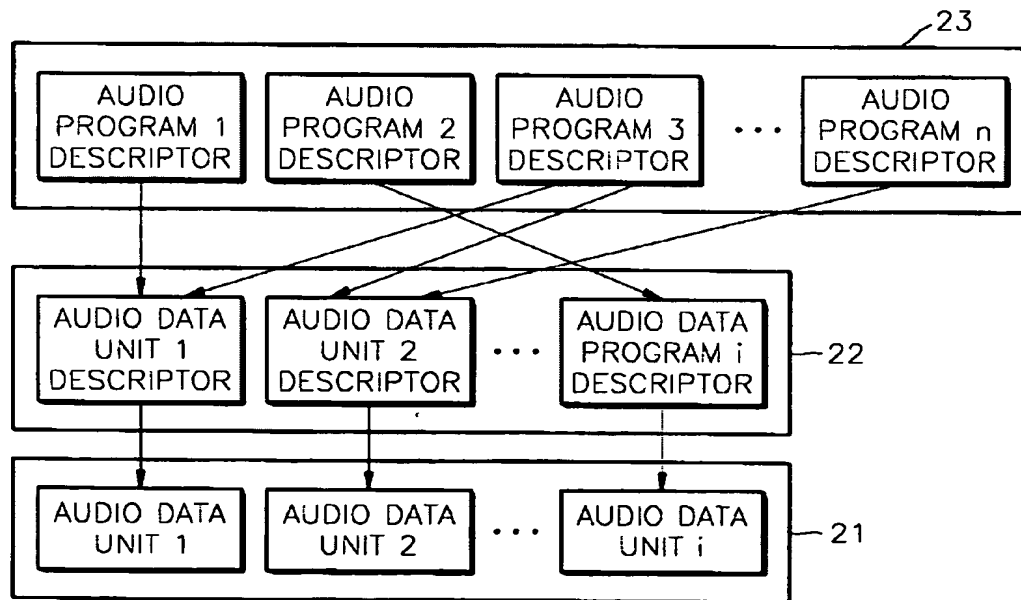 23
AUDIO
PROGRAM 1
DESCRIPTOR
AUDIO
PROGRAM 2
DESCRIPTOR
AUDIO
PROGRAM 3
DESCRIPTOR
...
AUDIO
PROGRAM n
DESCRIPTOR
AUDIO DATA
UNIT 1
DESCRIPTOR
AUDIO DATA
UNIT 2
DESCRIPTOR
...
AUDIO DATA
PROGRAM i
DESCRIPTOR
22
AUDIO DATA
UNIT 1
AUDIO DATA
UNIT 2
...
AUDIO DATA
UNIT i
21